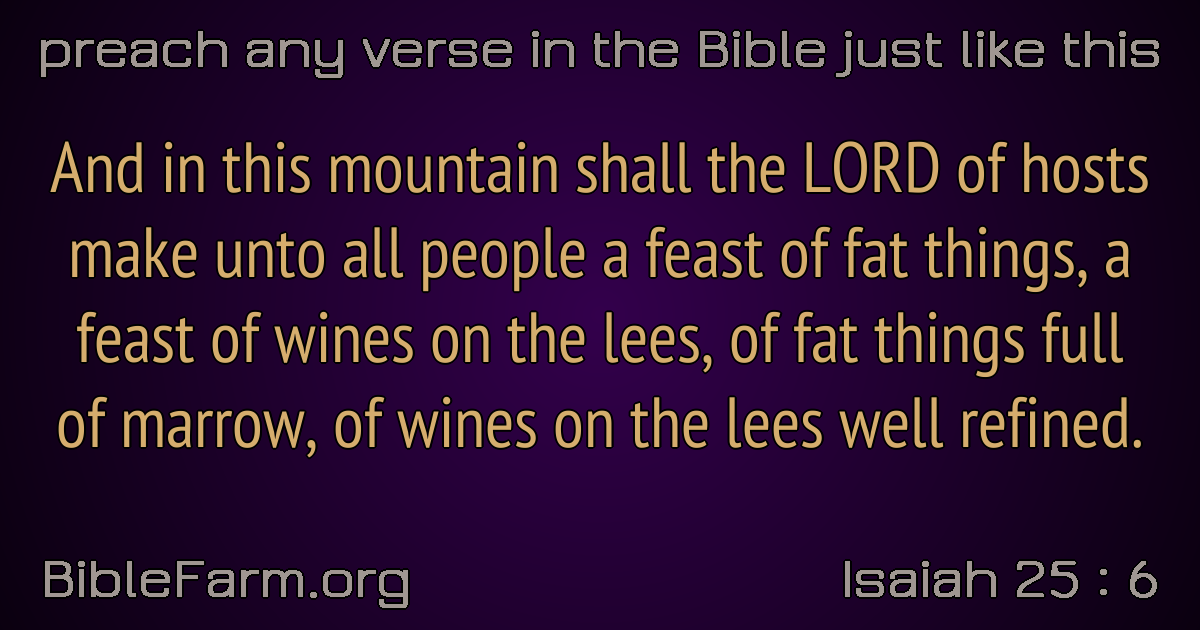 preach any verse in the Bible just like this
And in this mountain shall the LORD of hosts
make unto all people a feast of fat things, a
feast of wines on the lees, of fat things full
of marrow, of wines on the lees well refined.
BibleFarm.org
Isaiah 25 : 6